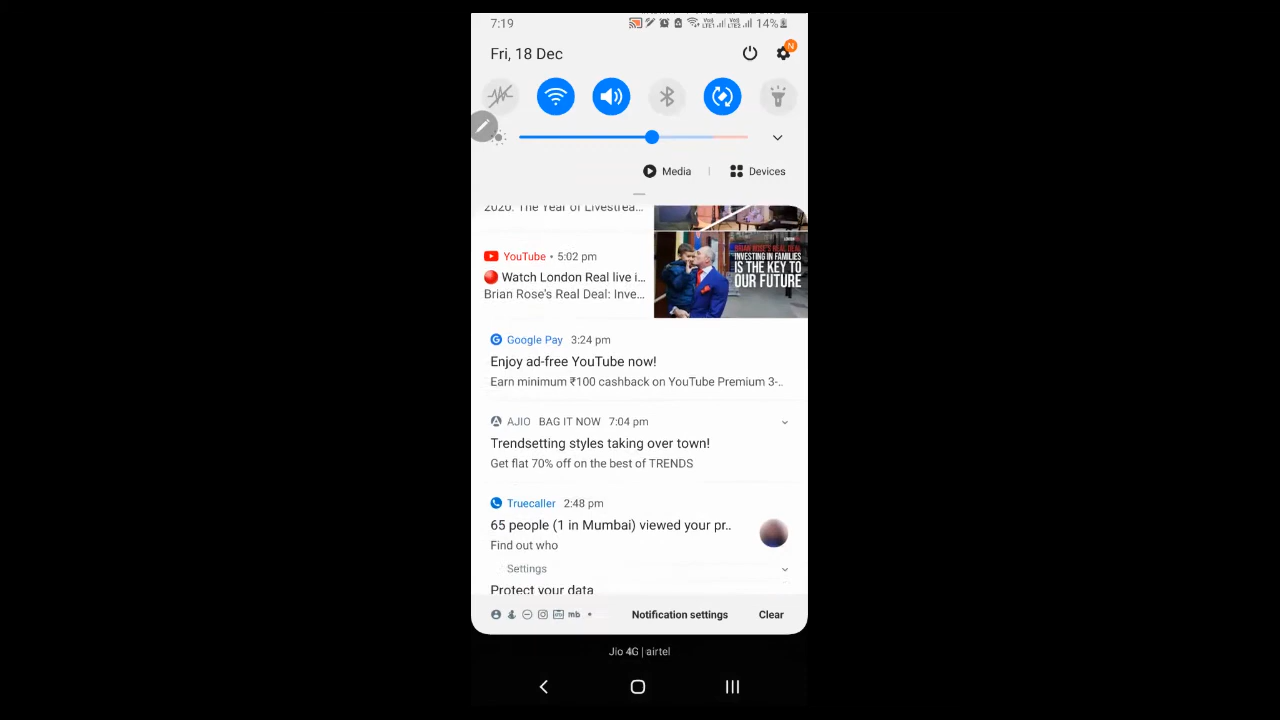 7:19
14%
Fri, 18 Dec
N
Media | Devices
2020. The Year of Livestrea...
YouTube • 5:02 pm
🔴 Watch London Real live i...
Brian Rose's Real Deal: Inve...
BRIAN ROSE'S REAL DEAL
INVESTING IN FAMILIES
IS THE KEY TO
OUR FUTURE
Google Pay 3:24 pm
Enjoy ad-free YouTube now!
Earn minimum ₹100 cashback on YouTube Premium 3-..
AJIO BAG IT NOW 7:04 pm
Trendsetting styles taking over town!
Get flat 70% off on the best of TRENDS
Truecaller 2:48 pm
65 people (1 in Mumbai) viewed your pr..
Find out who
Settings
Protect your data
mb • Notification settings Clear
Jio 4G | airtel